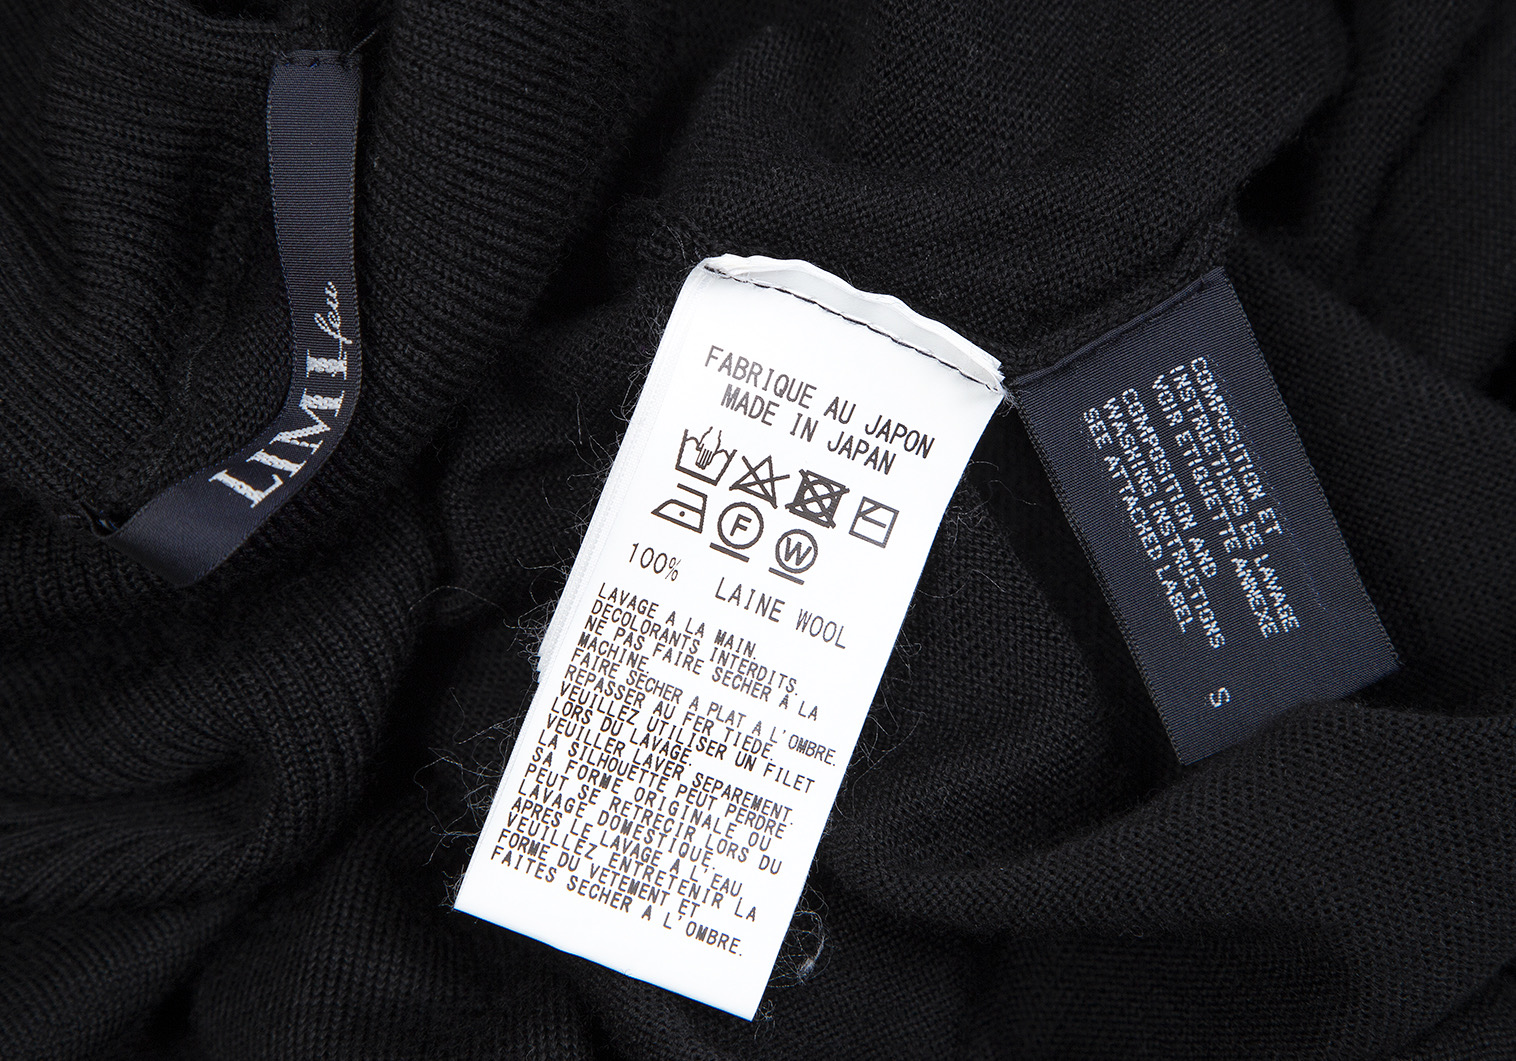 LIMI feu
FABRIQUE AU JAPON
MADE IN JAPAN
F
W
100% LAINE WOOL
LAVAGE A LA MAIN.
DECOLORANTS INTERDITS.
NE PAS FAIRE SECHER A LA
MACHINE.
FAIRE SECHER A PLAT A L'OMBRE.
REPASSER AU FER TIEDE.
VEUILLEZ UTILISER UN FILET
LORS DU LAVAGE.
VEUILLER LAVER SEPAREMENT.
LA SILHOUETTE PEUT PERDRE
SA FORME ORIGINALE OU
PEUT SE RETRECIR LORS DU
LAVAGE DOMESTIQUE.
APRES LE LAVAGE A L'EAU
VEUILLEZ ENTRETENIR LA
FORME DU VETEMENT ET
FAITES SECHER A L'OMBRE.
COMPOSITION ET
INSTRUCTIONS DE LAVAGE
VOIR ETIQUETTE ANNEXE
COMPOSITION AND
WASHING INSTRUCTIONS
SEE ATTACHED LABEL
S